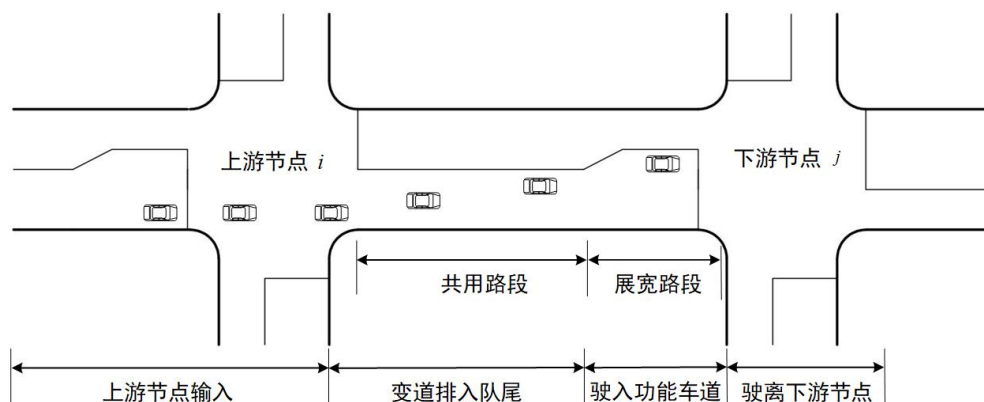 上游节点 i
下游节点 j
共用路段
展宽路段
上游节点输入
变道排入队尾
驶入功能车道
驶离下游节点